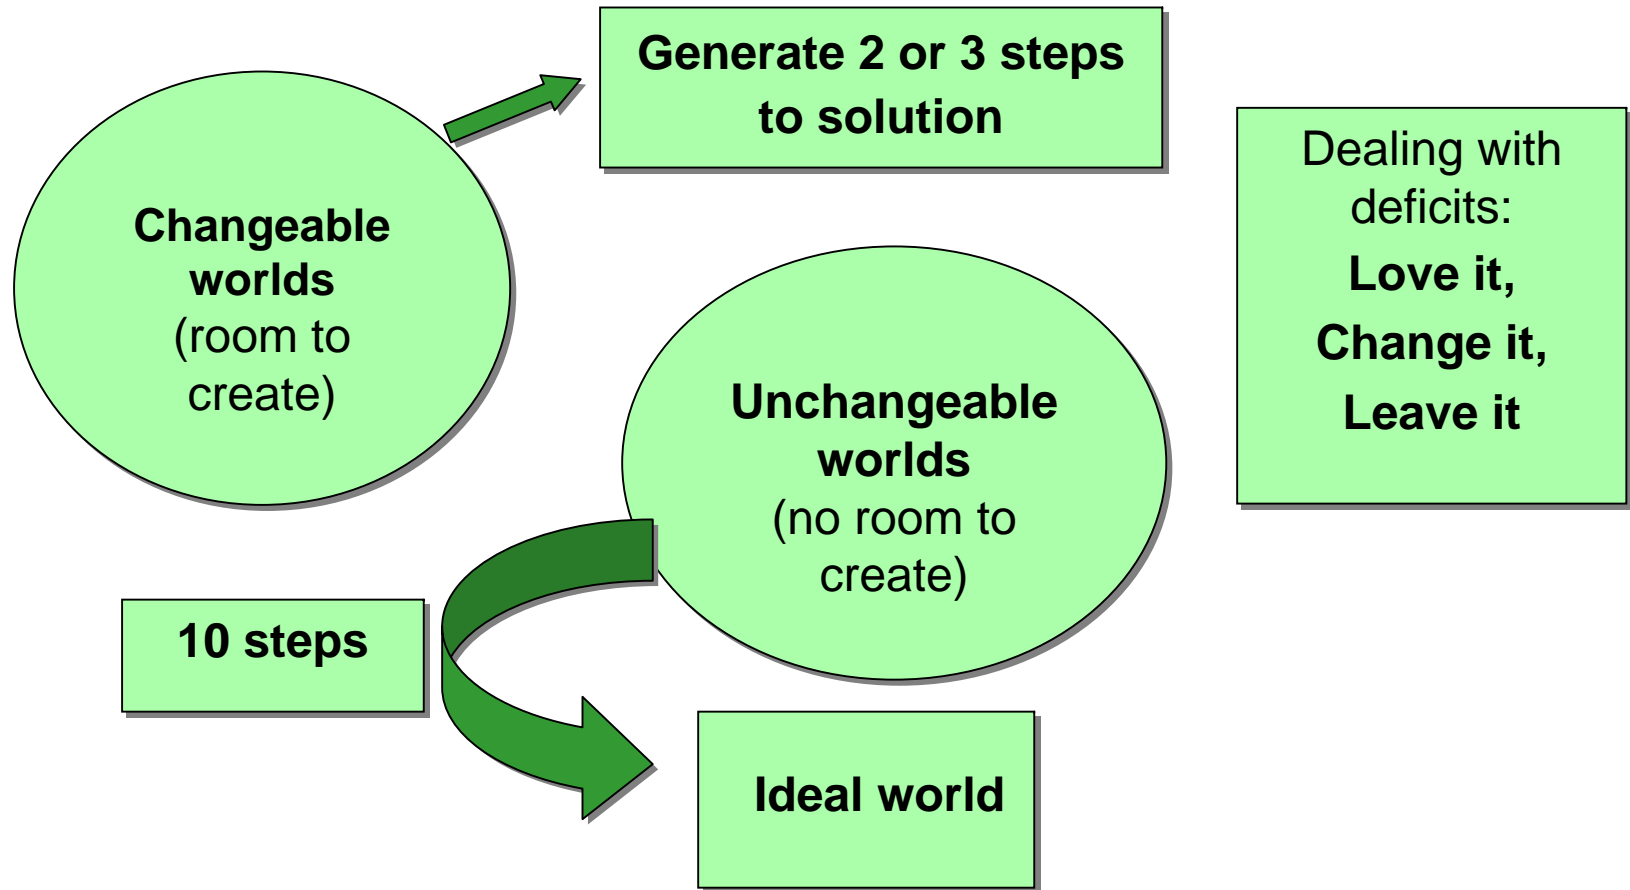 Generate 2 or 3 steps
to solution
Changeable
worlds
(room to
create)
Dealing with
deficits:
Love it,
Change it,
Leave it
Unchangeable
worlds
(no room to
create)
10 steps
Ideal world